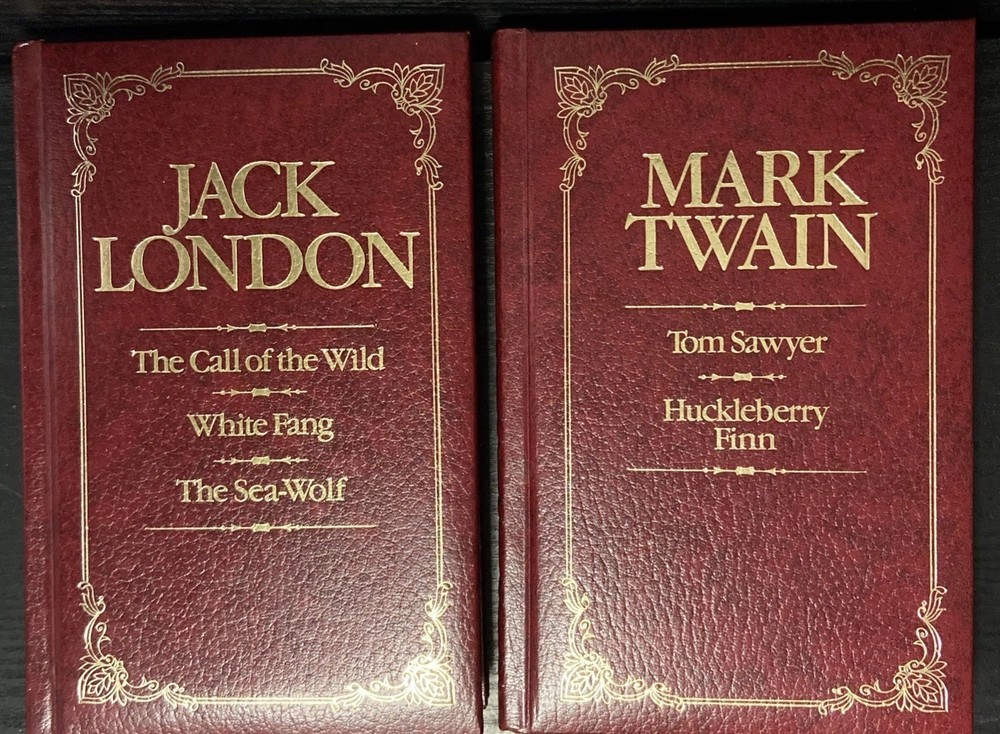 JACK
LONDON
The Call of the Wild
White Fang
The Sea-Wolf
MARK
TWAIN
Tom Sawyer
Huckleberry
Finn